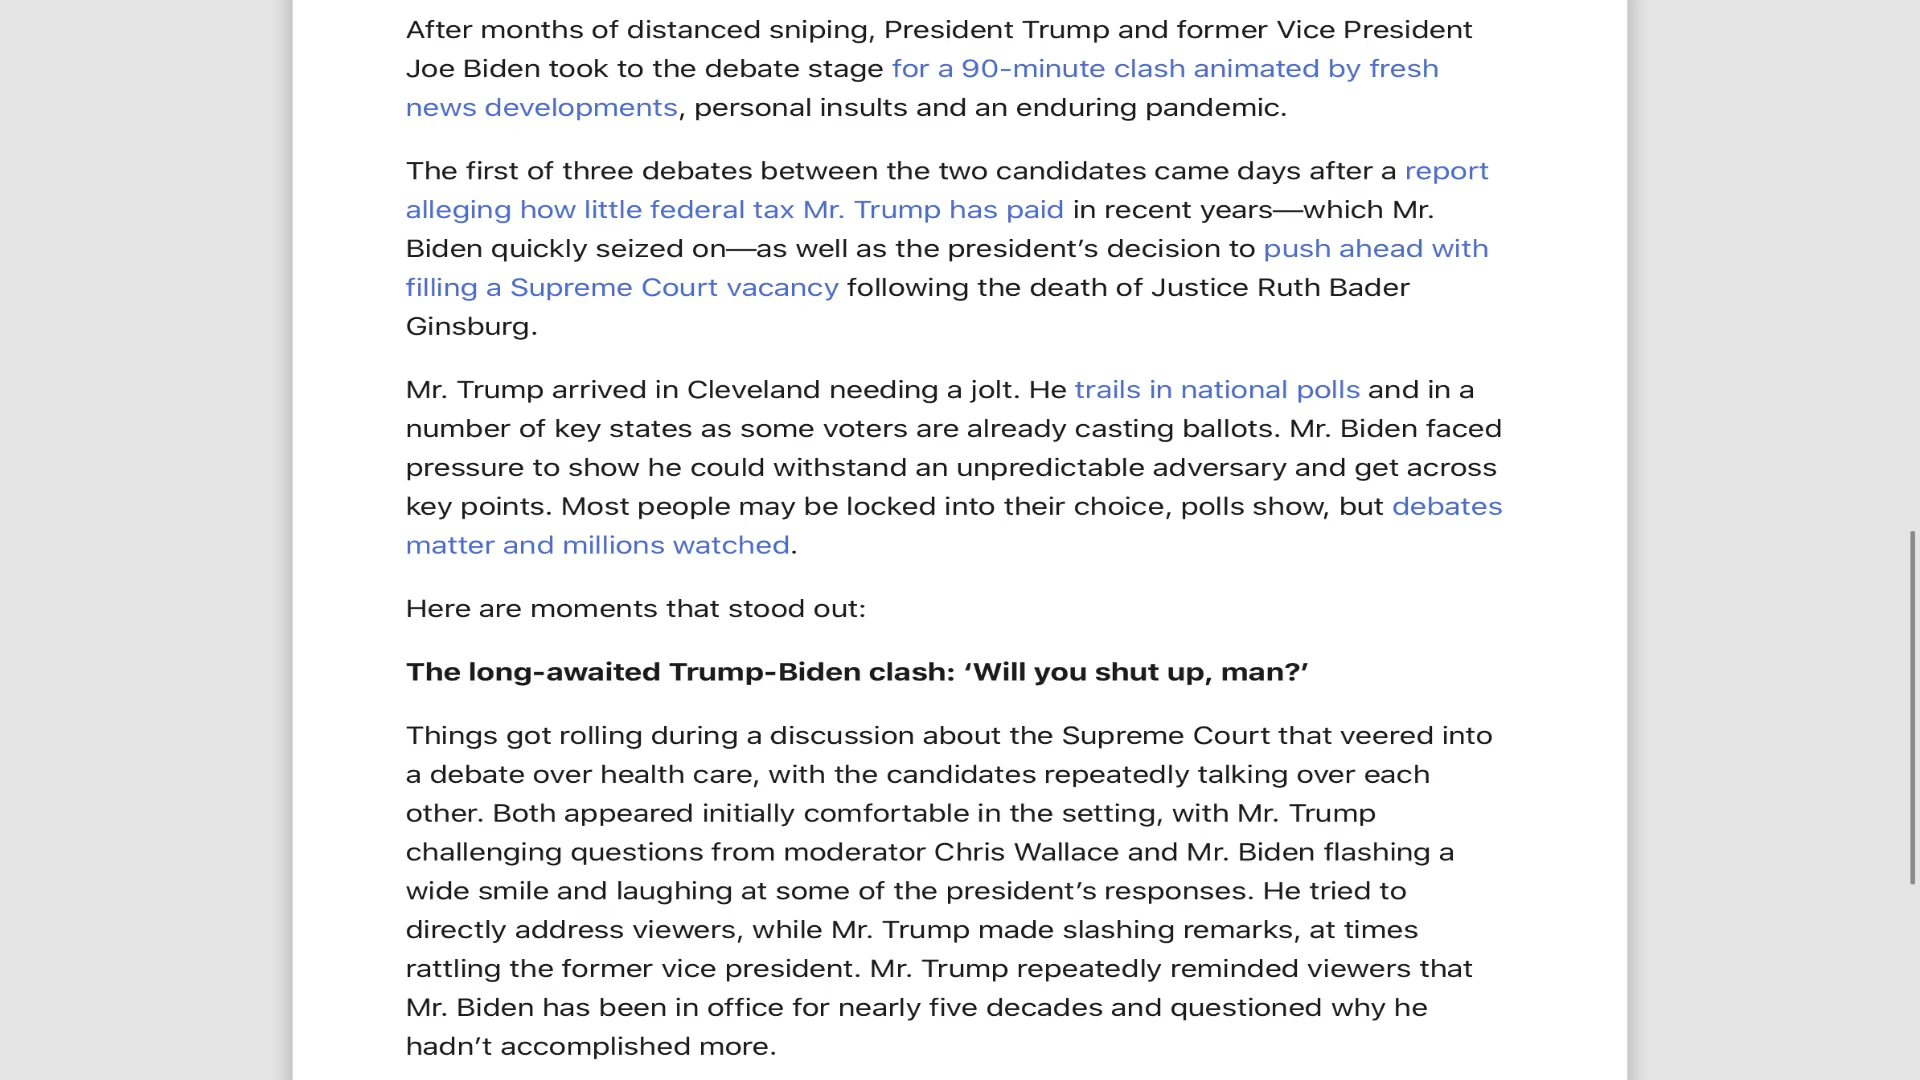 After months of distanced sniping, President Trump and former Vice President
Joe Biden took to the debate stage for a 90-minute clash animated by fresh
news developments, personal insults and an enduring pandemic.
The first of three debates between the two candidates came days after a report
alleging how little federal tax Mr. Trump has paid in recent years—which Mr.
Biden quickly seized on—as well as the president’s decision to push ahead with
filling a Supreme Court vacancy following the death of Justice Ruth Bader
Ginsburg.
Mr. Trump arrived in Cleveland needing a jolt. He trails in national polls and in a
number of key states as some voters are already casting ballots. Mr. Biden faced
pressure to show he could withstand an unpredictable adversary and get across
key points. Most people may be locked into their choice, polls show, but debates
matter and millions watched.
Here are moments that stood out:
The long-awaited Trump-Biden clash: ‘Will you shut up, man?’
Things got rolling during a discussion about the Supreme Court that veered into
a debate over health care, with the candidates repeatedly talking over each
other. Both appeared initially comfortable in the setting, with Mr. Trump
challenging questions from moderator Chris Wallace and Mr. Biden flashing a
wide smile and laughing at some of the president’s responses. He tried to
directly address viewers, while Mr. Trump made slashing remarks, at times
rattling the former vice president. Mr. Trump repeatedly reminded viewers that
Mr. Biden has been in office for nearly five decades and questioned why he
hadn’t accomplished more.